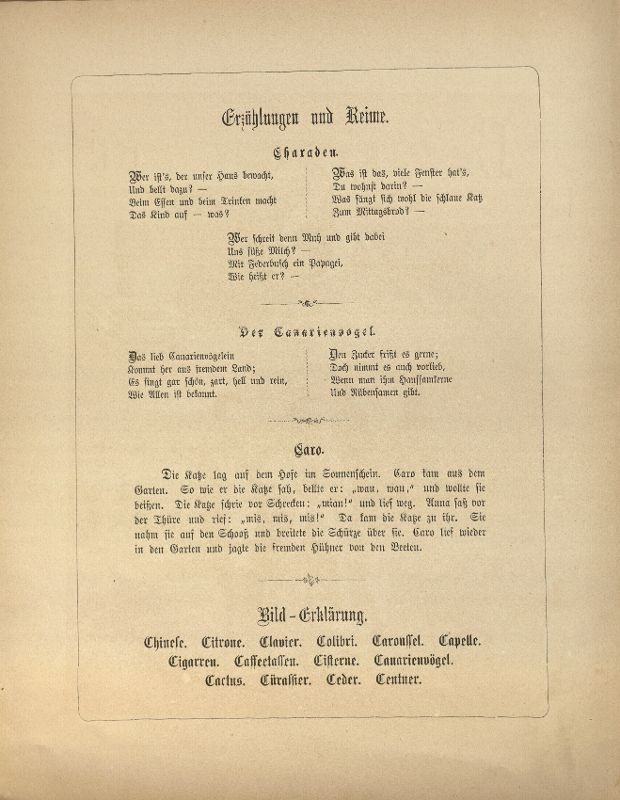 Erzählungen und Reime.
Charaden.
Wer ist's, der unser Haus bewacht,
Und bellt dazu? —
Beim Essen und beim Trinken macht
Das Kind auf — was?
Was ist das, viele Fenster hat's,
Du wohnst darin? —
Was fängt sich wohl die schlaue Katz
Zum Mittagsbrod? —
Wer schreit denn Muh und gibt dabei
Uns süße Milch? —
Mit Federbusch ein Papagei,
Wie heißt er? —
Der Canarienvogel.
Das lieb Canarienvögelein
Kommt her aus fremdem Land;
Es singt gar schön, zart, hell und rein,
Wie Allen ist bekannt.
Den Zucker frißt es gerne;
Doch nimmt es auch vorlieb,
Wenn man ihm Hanfsamkerne
Und Rübensamen gibt.
Caro.
Die Katze lag auf dem Hofe im Sonnenschein. Caro kam aus dem
Garten. So wie er die Katze sah, bellte er: „wau, wau,“ und wollte sie
beißen. Die Katze schrie vor Schrecken: „miau!“ und lief weg. Anna saß vor
der Thüre und rief: „mis, mis, mis!“ Da kam die Katze zu ihr. Sie
nahm sie auf den Schooß und breitete die Schürze über sie. Caro lief wieder
in den Garten und jagte die fremden Hühner von den Beeten.
Bild-Erklärung.
Chinese. Citrone. Clavier. Colibri. Caroussel. Capelle.
Cigarren. Caffeetassen. Cisterne. Canarienvögel.
Cactus. Cürassier. Ceder. Centner.